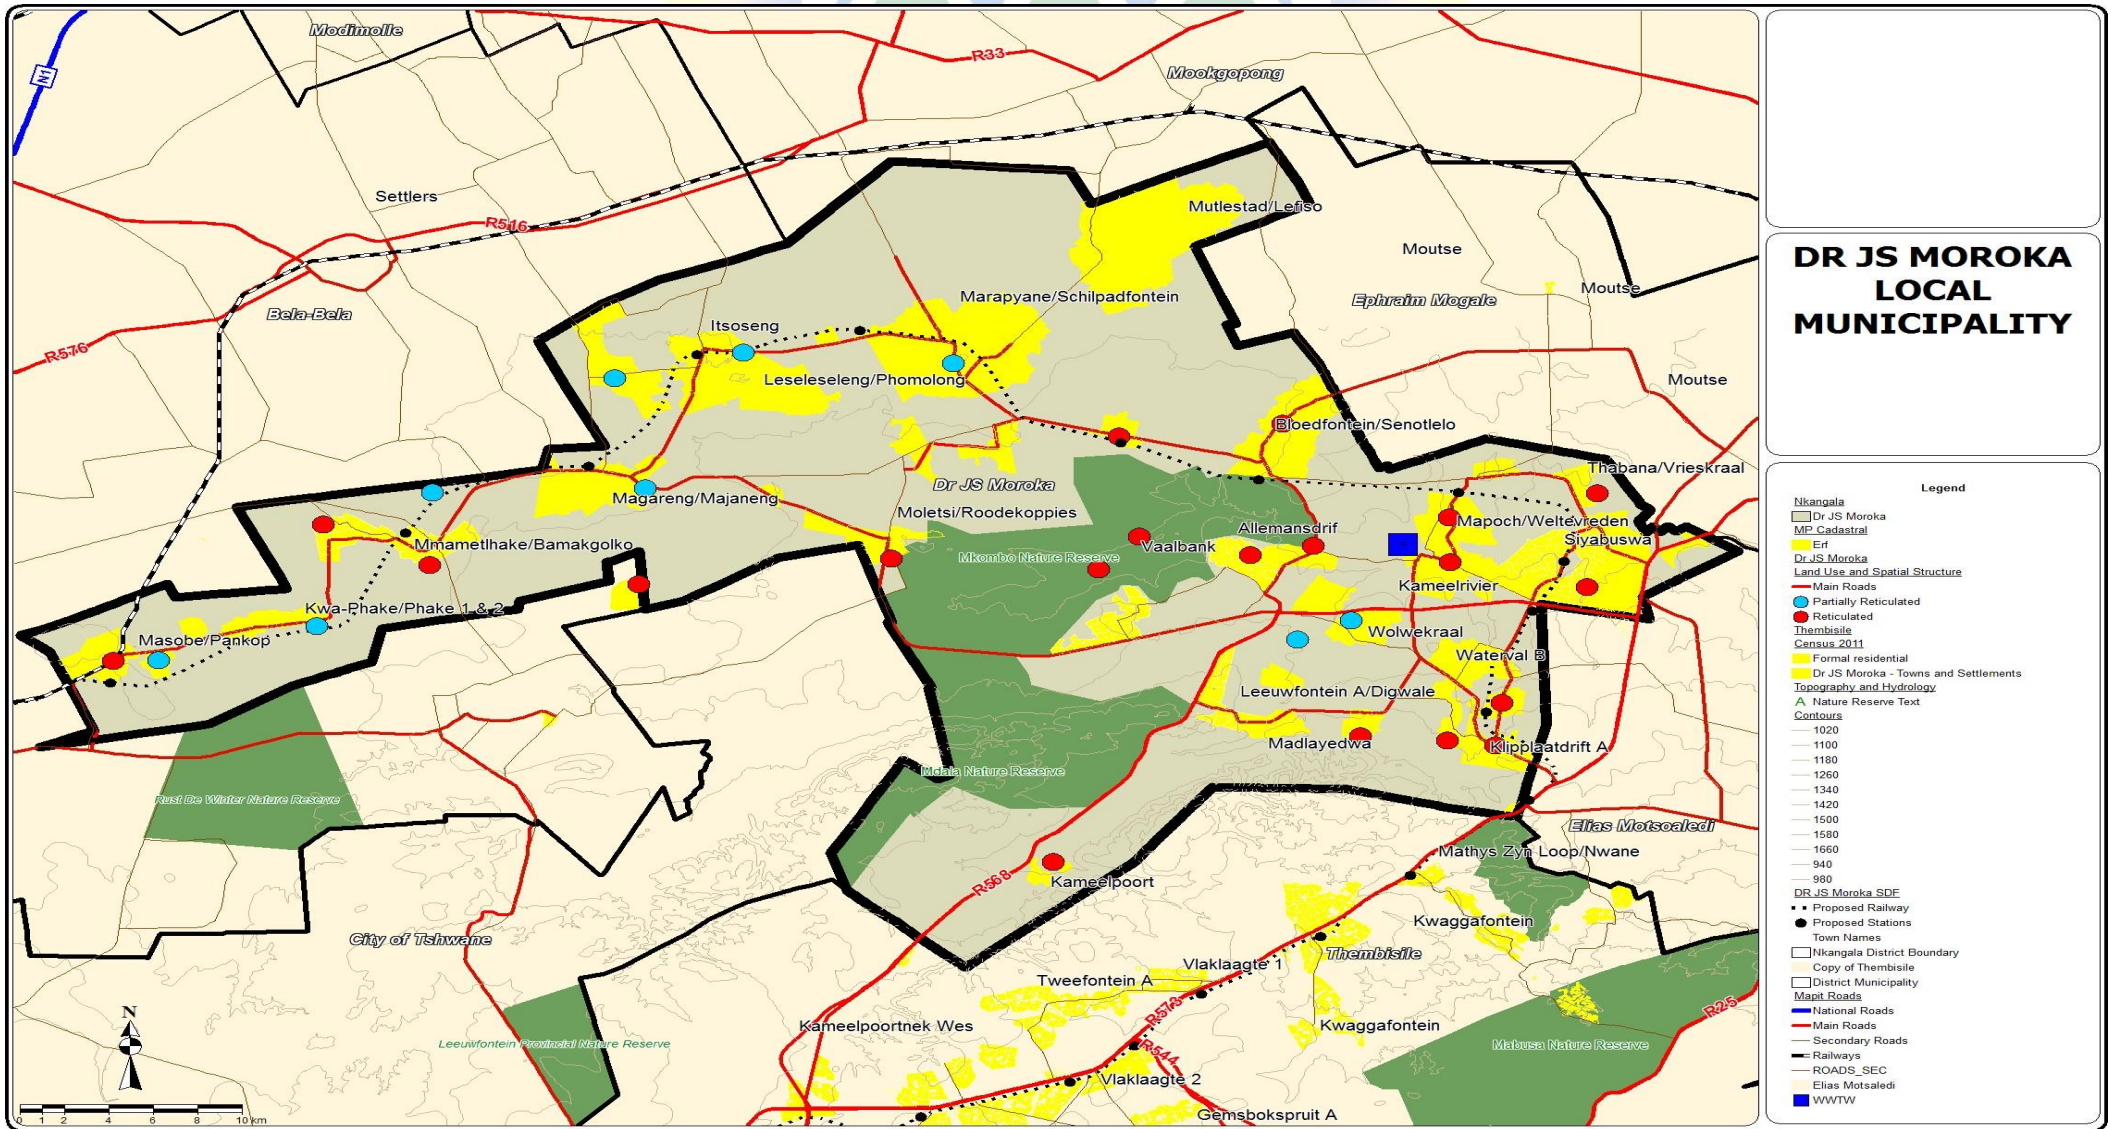 Modimolle
N1
R33
Mookgopong
Settlers
R516
Mutlestad/Lefiso
Moutse
Moutse
Ephraim Mogale
Marapyane/Schilpadfontein
Bela-Bela
Itsoseng
R576
Leseleseleng/Phomolong
Moutse
Bloedfontein/Senotlelo
Thabana/Vrieskraal
Dr JS Moroka
Magareng/Majaneng
Moletsi/Roodekoppies
Mapoch/Weltevreden
Allemansdrif
Siyabuswa
Mmametlhake/Bamakgolko
Vaalbank
Mkombo Nature Reserve
Kameelrivier
Kwa-Phake/Phake 1 & 2
Masobe/Pankop
Wolwekraal
Waterval B
Leeuwfontein A/Digwale
Madlayedwa
Klipplaatdrift A
Mdala Nature Reserve
Rust De Winter Nature Reserve
Elias Motsoaledi
Mathys Zyn Loop/Nwane
R568
Kameelpoort
Kwaggafontein
City of Tshwane
Thembisile
Vlaklaagte 1
Tweefontein A
R573
R25
Kameelpoortnek Wes
Kwaggafontein
Leeuwfontein Provincial Nature Reserve
R544
Mabusa Nature Reserve
Vlaklaagte 2
Gemsbokspruit A
N
0 1 2 4 6 8 10 km
DR JS MOROKA
LOCAL
MUNICIPALITY
Legend
Nkangala
Dr JS Moroka
MP Cadastral
Erf
Dr JS Moroka
Land Use and Spatial Structure
Main Roads
Partially Reticulated
Reticulated
Thembisile
Census 2011
Formal residential
Dr JS Moroka - Towns and Settlements
Topography and Hydrology
A Nature Reserve Text
Contours
1020
1100
1180
1260
1340
1420
1500
1580
1660
940
980
DR JS Moroka SDF
Proposed Railway
Proposed Stations
Town Names
Nkangala District Boundary
Copy of Thembisile
District Municipality
Mapit Roads
National Roads
Main Roads
Secondary Roads
Railways
ROADS_SEC
Elias Motsaledi
WWTW